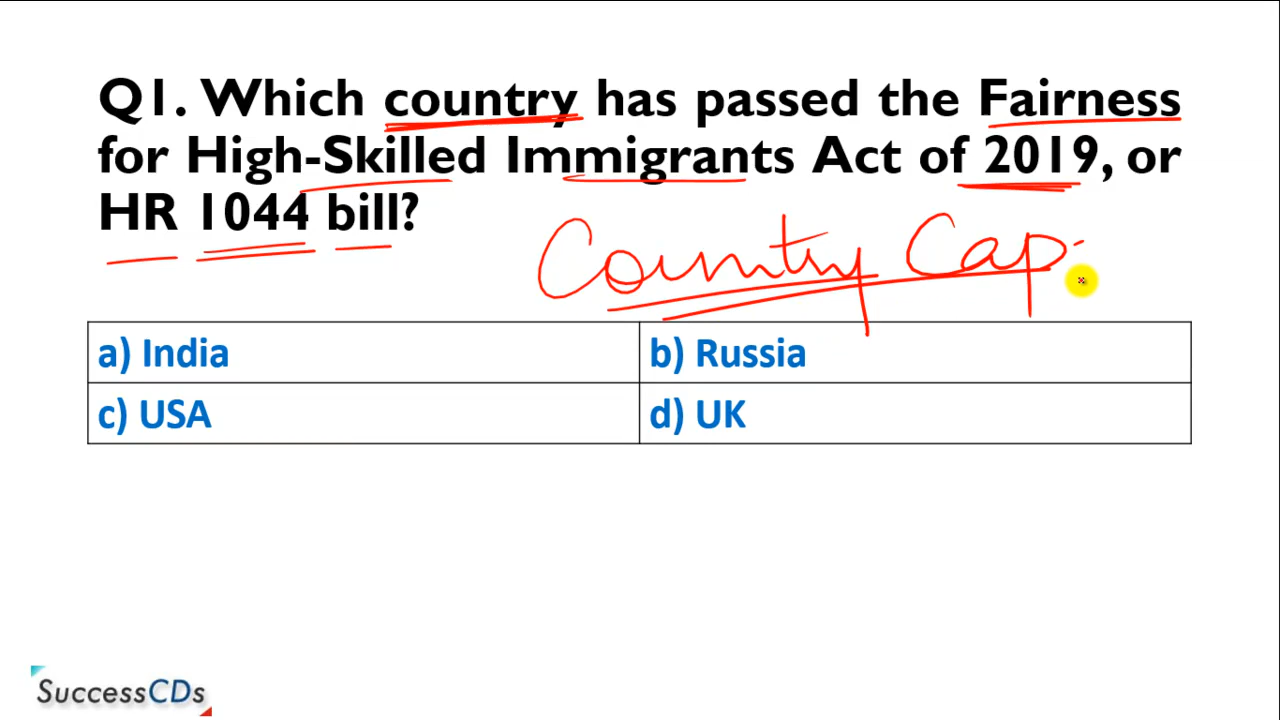 Q1. Which country has passed the Fairness
for High-Skilled Immigrants Act of 2019, or
HR 1044 bill?
Country Cap
a) India
b) Russia
c) USA
d) UK
SuccessCDs